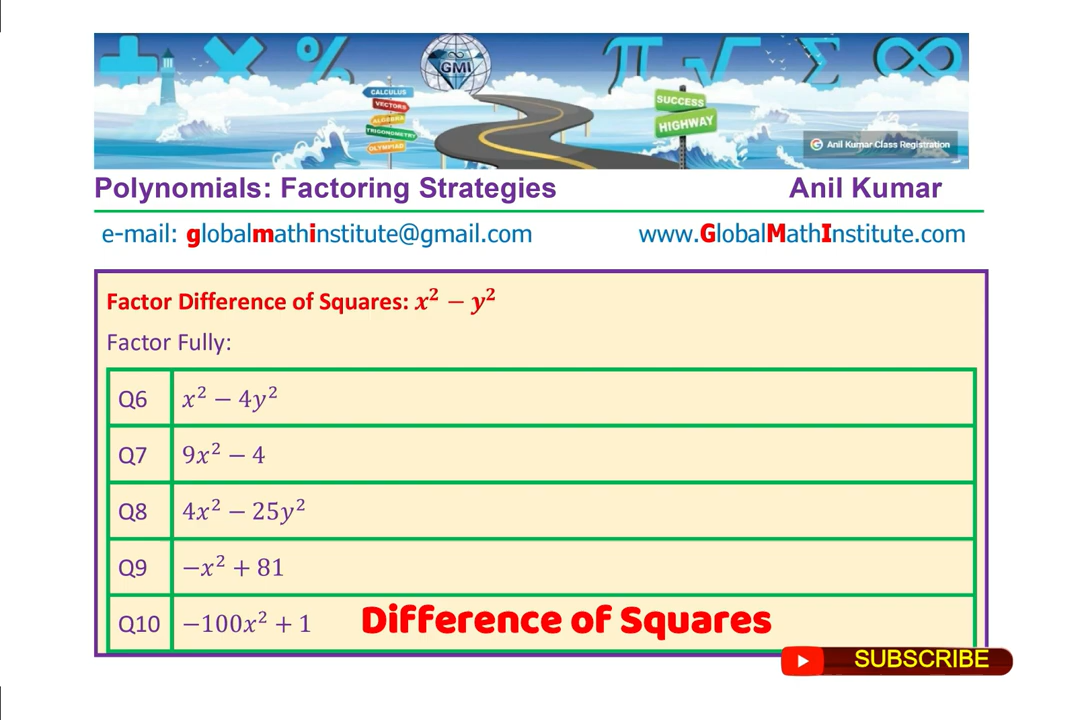 GMI
CALCULUS
VECTORS
ALGEBRA
TRIGONOMETRY
OLYMPIAD
SUCCESS
HIGHWAY
Anil Kumar Class Registration
Polynomials: Factoring Strategies Anil Kumar
e-mail: globalmathinstitute@gmail.com www.GlobalMathInstitute.com
Factor Difference of Squares: x² − y²
Factor Fully:
Q6 x² − 4y²
Q7 9x² − 4
Q8 4x² − 25y²
Q9 −x² + 81
Q10 −100x² + 1 Difference of Squares
SUBSCRIBE